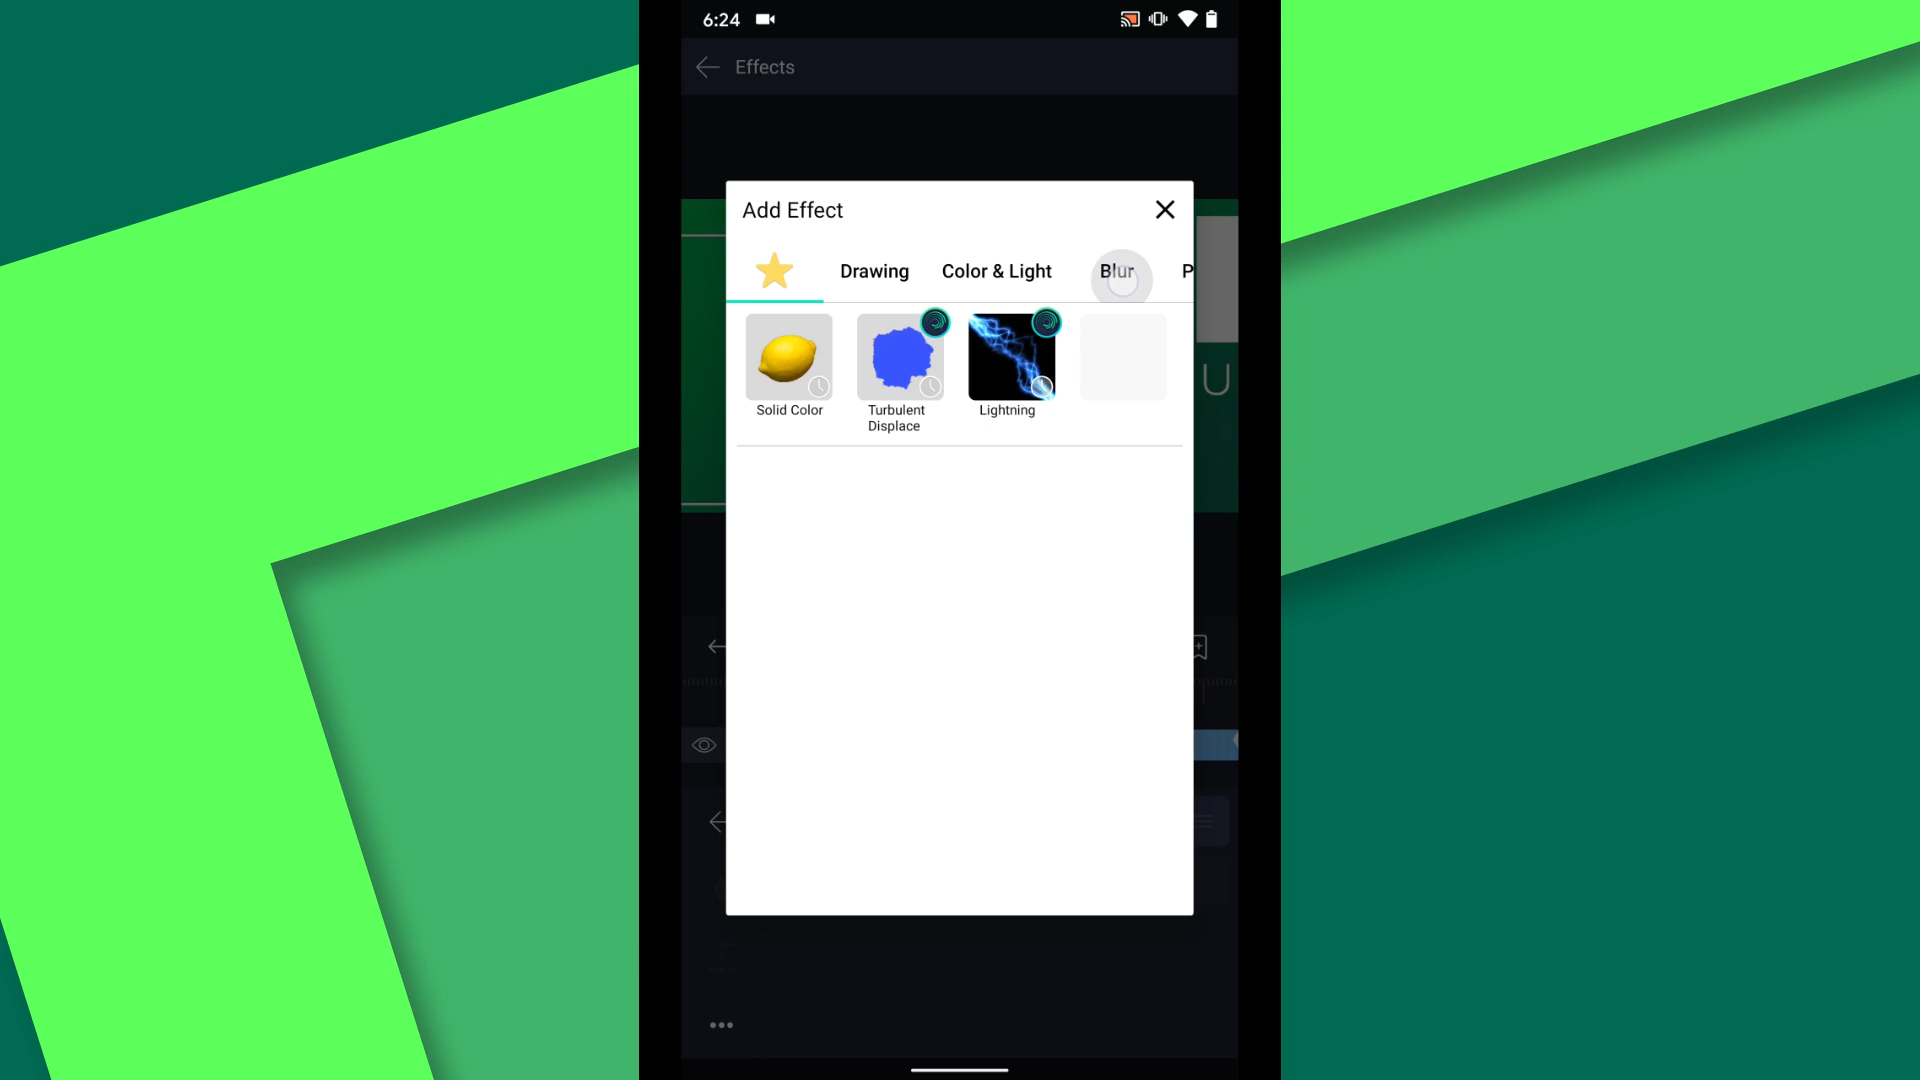 6:24
Effects
Add Effect
Drawing Color & Light Blur P
Solid Color
Turbulent
Displace
Lightning
U